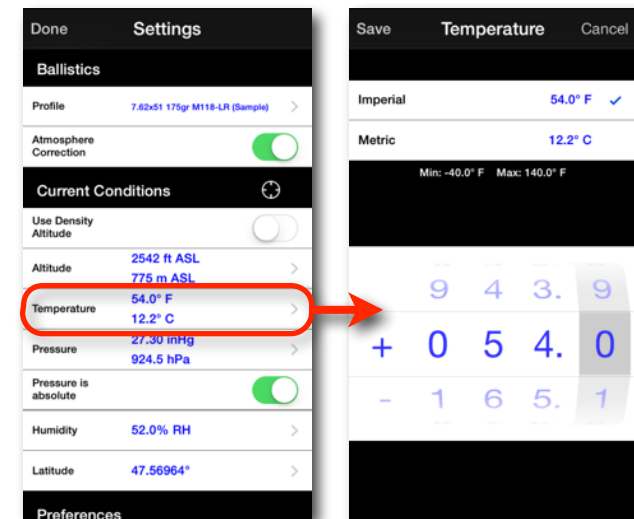 Done Settings
Ballistics
Profile 7.62x51 175gr M118-LR (Sample)
Atmosphere
Correction
Current Conditions
Use Density
Altitude
Altitude 2542 ft ASL
775 m ASL
Temperature 54.0° F
12.2° C
Pressure 27.30 inHg
924.5 hPa
Pressure is
absolute
Humidity 52.0% RH
Latitude 47.56964°
Preferences
Save Temperature Cancel
Imperial 54.0° F ✓
Metric 12.2° C
Min: -40.0° F Max: 140.0° F
9 4 3. 9
+ 0 5 4. 0
- 1 6 5. 1